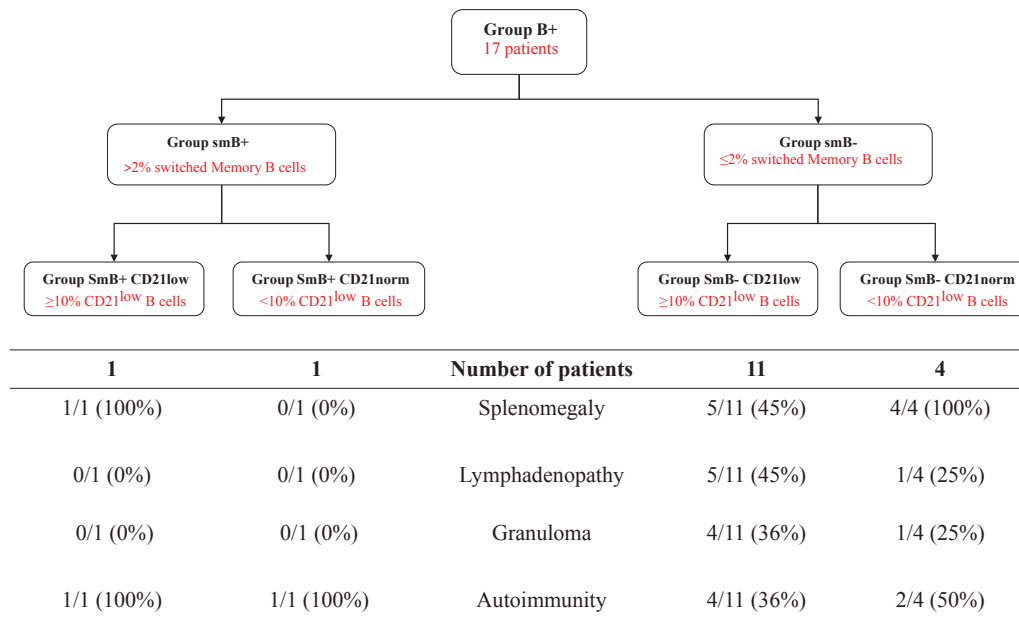 Group B+
17 patients
Group smB+
>2% switched Memory B cells
Group smB-
≤2% switched Memory B cells
Group SmB+ CD21low
≥10% CD21low B cells
Group SmB+ CD21norm
<10% CD21low B cells
Group SmB- CD21low
≥10% CD21low B cells
Group SmB- CD21norm
<10% CD21low B cells
1 1 Number of patients 11 4
1/1 (100%) 0/1 (0%) Splenomegaly 5/11 (45%) 4/4 (100%)
0/1 (0%) 0/1 (0%) Lymphadenopathy 5/11 (45%) 1/4 (25%)
0/1 (0%) 0/1 (0%) Granuloma 4/11 (36%) 1/4 (25%)
1/1 (100%) 1/1 (100%) Autoimmunity 4/11 (36%) 2/4 (50%)